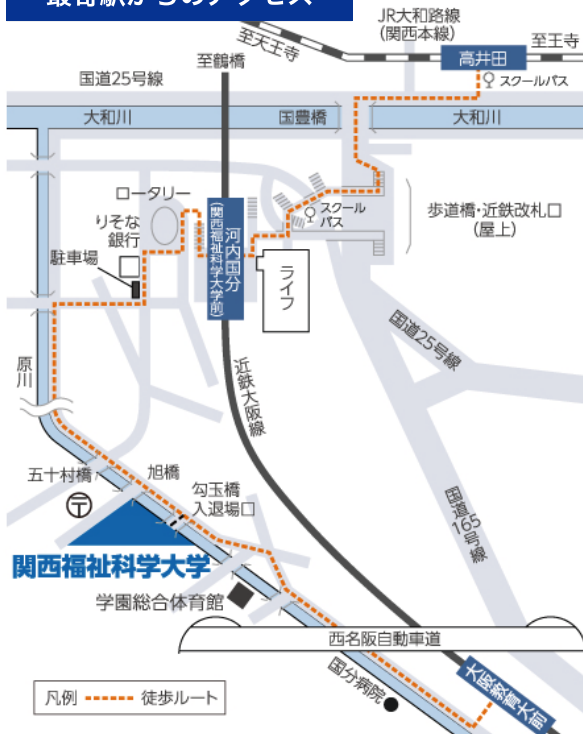 最寄駅からのアクセス
JR大和路線
(関西本線)
至天王寺
至王寺
高井田
スクールバス
至鶴橋
国道25号線
大和川
国豊橋
大和川
ロータリー
りそな
銀行
駐車場
河内国分
(関西福祉科学大学前)
スクール
バス
ライフ
歩道橋・近鉄改札口
(屋上)
国道25号線
原川
近鉄大阪線
五十村橋
旭橋
勾玉橋
入退場口
国道
165
号線
関西福祉科学大学
学園総合体育館
西名阪自動車道
国分病院
大阪教育大前
凡例 徒歩ルート